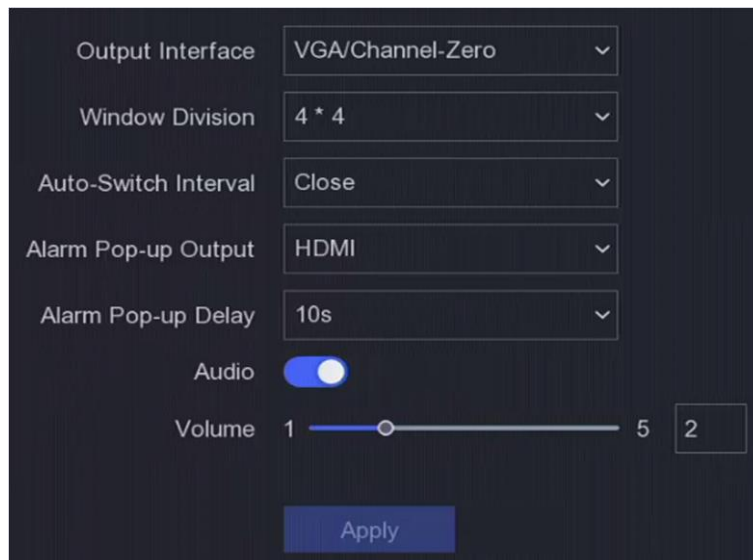 Output Interface VGA/Channel-Zero
Window Division 4 * 4
Auto-Switch Interval Close
Alarm Pop-up Output HDMI
Alarm Pop-up Delay 10s
Audio
Volume 1 5 2
Apply